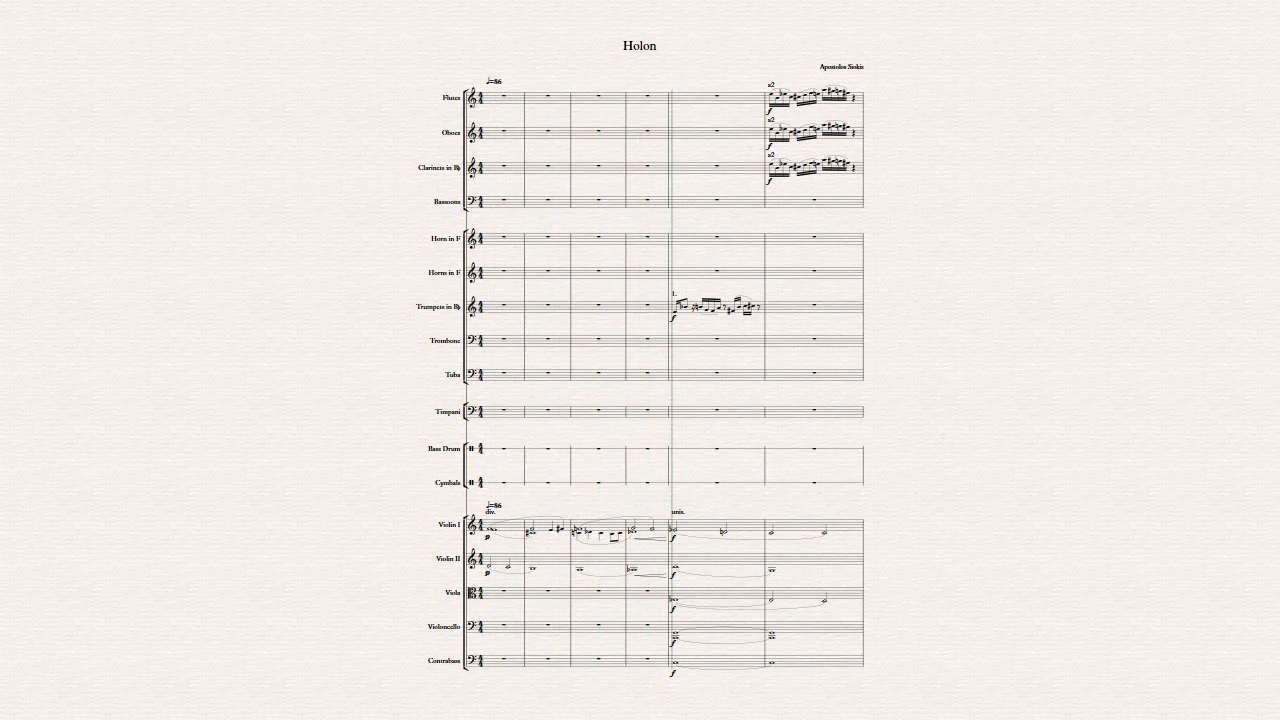 Holon
Apostolos Siokis
♩=86
a2
Flutes
f
a2
Oboes
f
a2
Clarinets in B♭
f
Bassoons
Horn in F
Horns in F
1.
Trumpets in B♭
f
Trombone
Tuba
Timpani
Bass Drum
Cymbals
♩=86
div. unis.
Violin I
p f
Violin II
p f
Viola
f
Violoncello
f
Contrabass
f